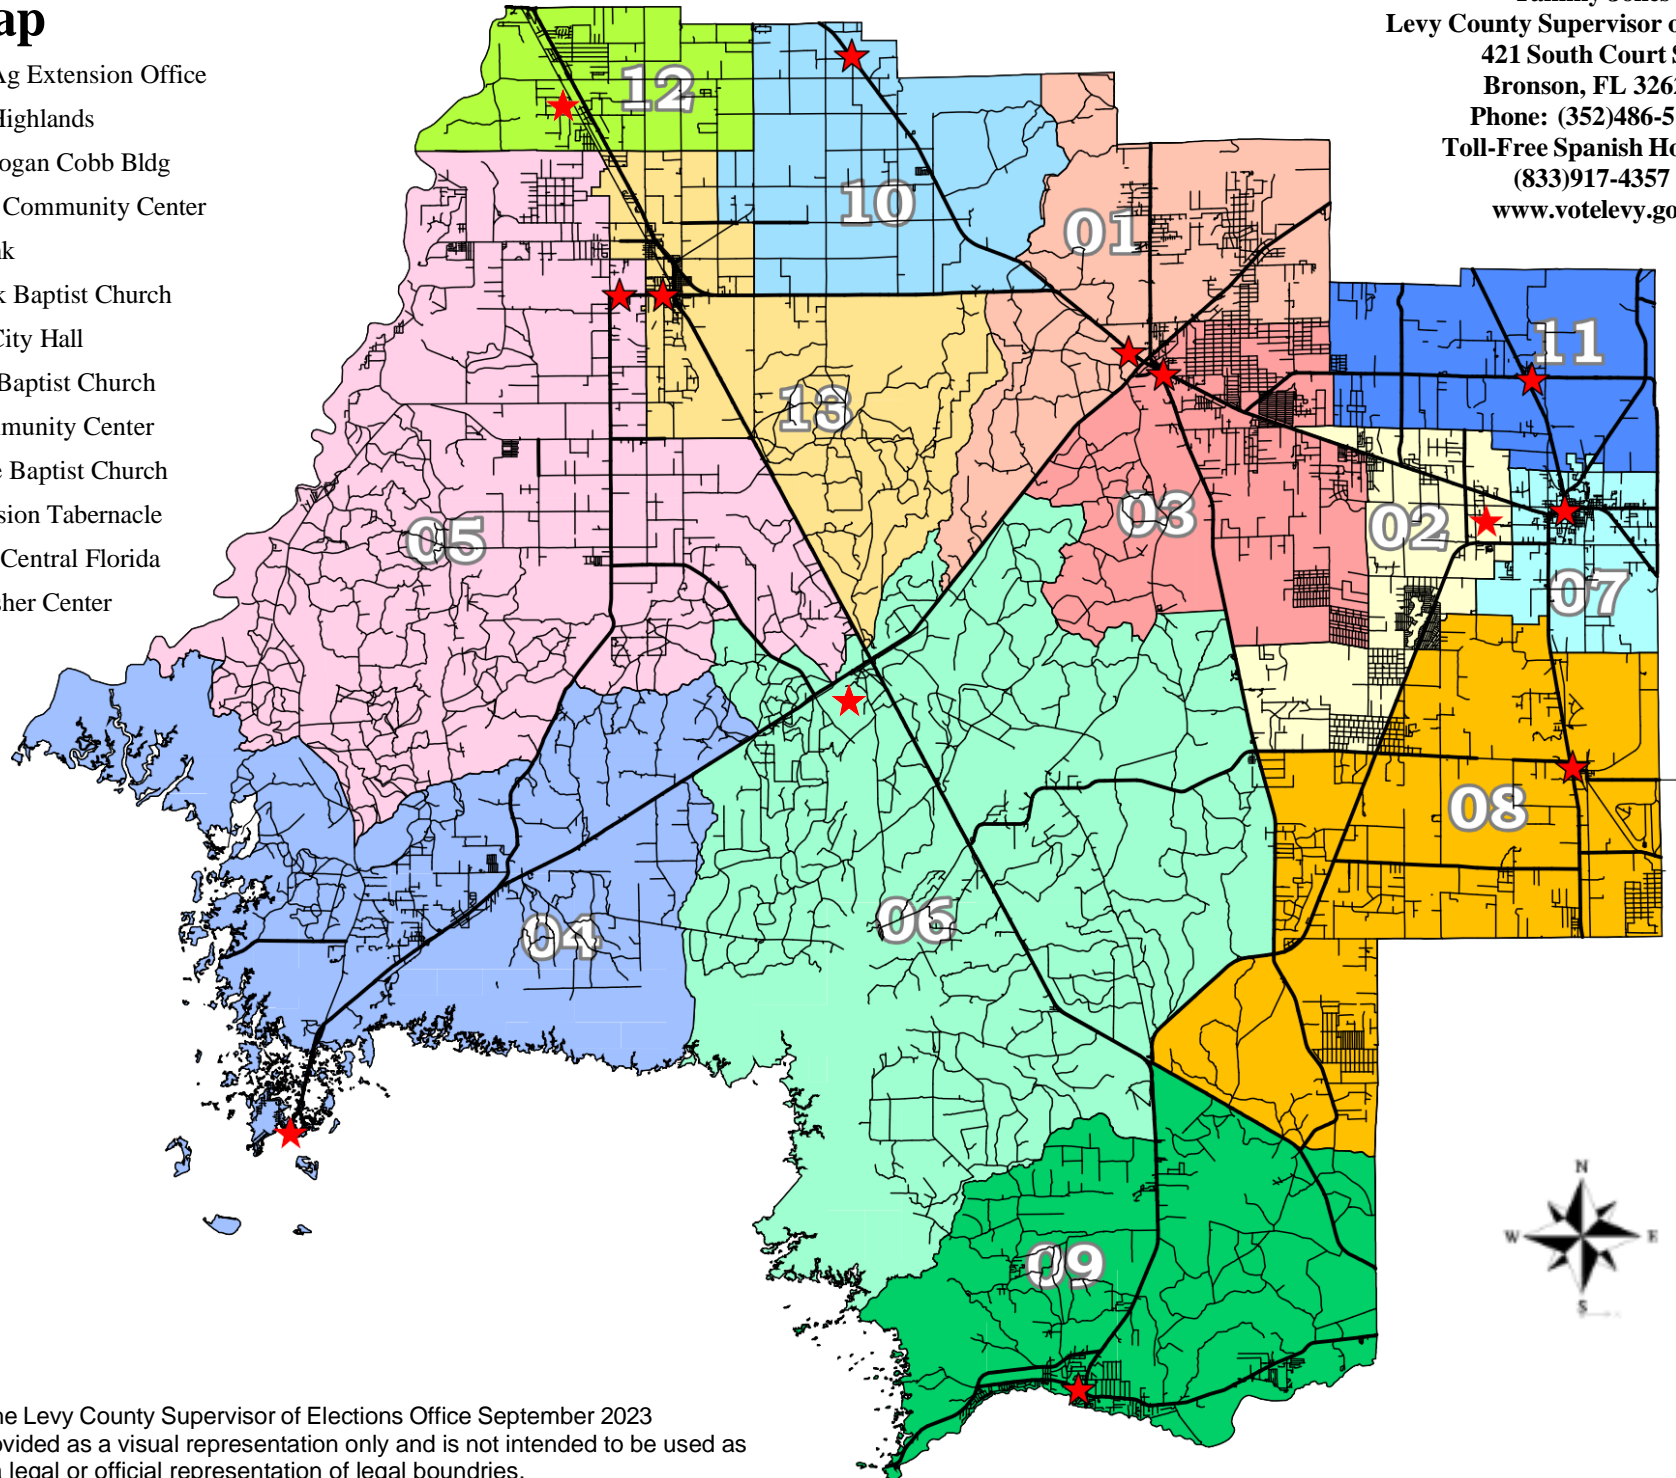 ap
Ag Extension Office
Highlands
ogan Cobb Bldg
Community Center
k Baptist Church
City Hall
Baptist Church
munity Center
e Baptist Church
sion Tabernacle
Central Florida
sher Center
Levy County Supervisor o
421 South Court S
Bronson, FL 3262
Phone: (352)486-5
Toll-Free Spanish Ho
(833)917-4357
www.votelevy.go
12
10
01
11
13
05
03
02
07
08
06
04
09
N
W E
S
he Levy County Supervisor of Elections Office September 2023
ovided as a visual representation only and is not intended to be used as
a legal or official representation of legal boundries.